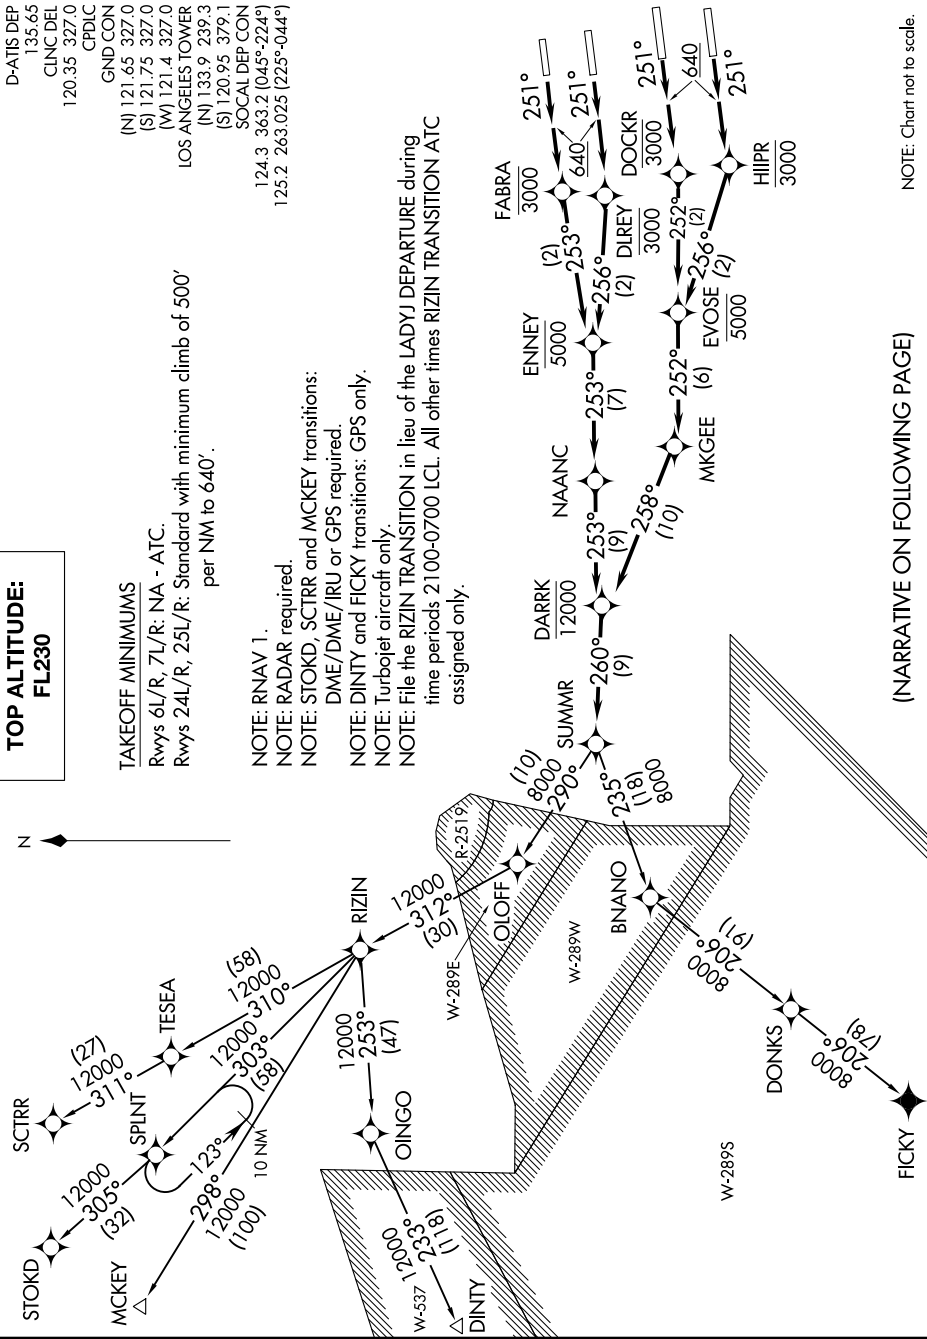 TOP ALTITUDE:
FL230
D-ATIS DEP
135.65
CLNC DEL
120.35 327.0
CPDLC
GND CON
(N) 121.65 327.0
(S) 121.75 327.0
(W) 121.4 327.0
LOS ANGELES TOWER
(N) 133.9 239.3
(S) 120.95 379.1
SOCAL DEP CON
124.3 363.2 (045°-224°)
125.2 263.025 (225°-044°)
TAKEOFF MINIMUMS
Rwys 6L/R, 7L/R: NA - ATC.
Rwys 24L/R, 25L/R: Standard with minimum climb of 500'
per NM to 640'.
NOTE: RNAV 1.
NOTE: RADAR required.
NOTE: STOKD, SCTRR and MCKEY transitions:
DME/DME/IRU or GPS required.
NOTE: DINTY and FICKY transitions: GPS only.
NOTE: Turbojet aircraft only.
NOTE: File the RIZIN TRANSITION in lieu of the LADYJ DEPARTURE during
time periods 2100-0700 LCL. All other times RIZIN TRANSITION ATC
assigned only.
N
STOKD
12000
305°
(32)
SCTRR
(27)
12000
311°
TESEA
(58)
12000
310°
SPLNT
12000
303°
(58)
123°
10 NM
MCKEY
298°
12000
(100)
RIZIN
12000
253°
(47)
OINGO
12000
233°
(118)
W-537
DINTY
12000
312°
(30)
R-2519
W-289E
OLOFF
(10)
8000
290°
W-289W
SUMMR
235°
(18)
8000
BNANO
206°
(91)
8000
DONKS
206°
(78)
8000
FICKY
W-289S
260°
(9)
DARRK
12000
253°
(9)
NAANC
253°
(7)
ENNEY
5000
(2)
253°
256°
(2)
FABRA
3000
DLREY
3000
640
251°
251°
258°
(10)
MKGEE
252°
(6)
EVOSE
5000
252°
(2)
256°
(2)
DOCKR
3000
HIIPR
3000
640
251°
251°
NOTE: Chart not to scale.
(NARRATIVE ON FOLLOWING PAGE)